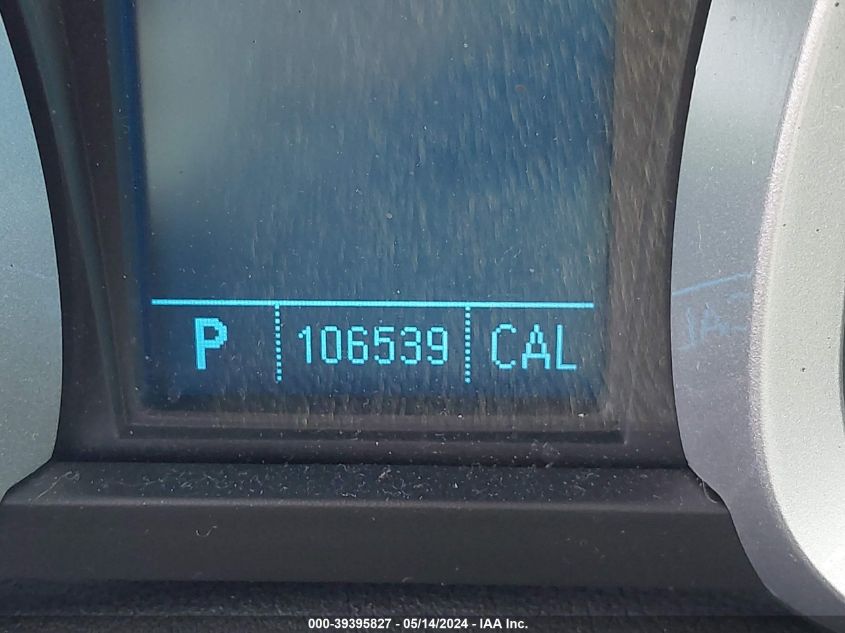 P 106539 CAL
000-39395827 - 05/14/2024 - IAA Inc.